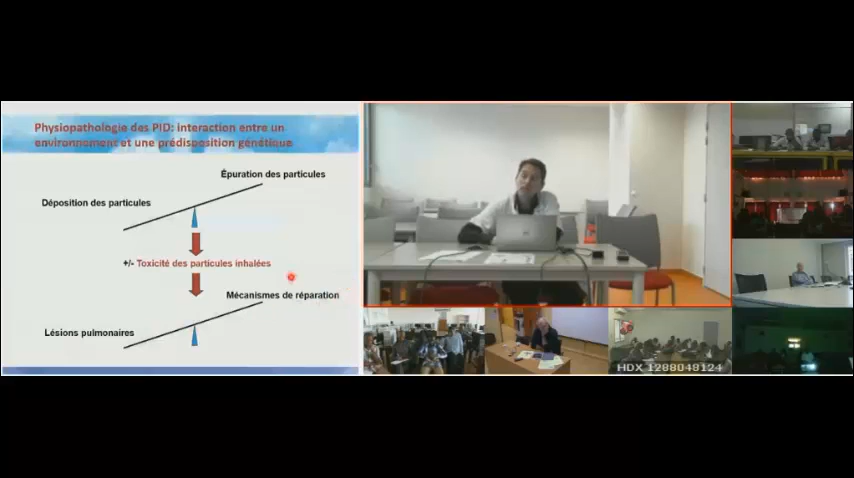 Physiopathologie des PID: interaction entre un
environnement et une prédisposition génétique
Épuration des particules
Déposition des particules
+/- Toxicité des particules inhalées
Mécanismes de réparation
Lésions pulmonaires
HDX 1288048124